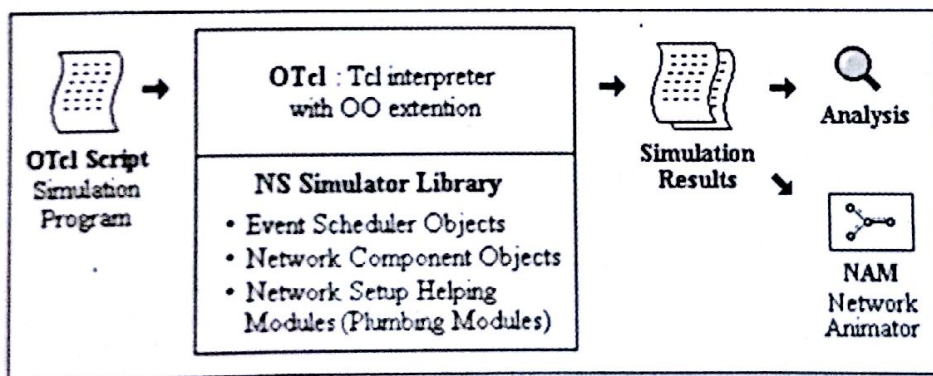 OTcl Script
Simulation
Program
OTcl : Tcl interpreter
with OO extention
NS Simulator Library
• Event Scheduler Objects
• Network Component Objects
• Network Setup Helping
Modules (Plumbing Modules)
Simulation
Results
Analysis
NAM
Network
Animator